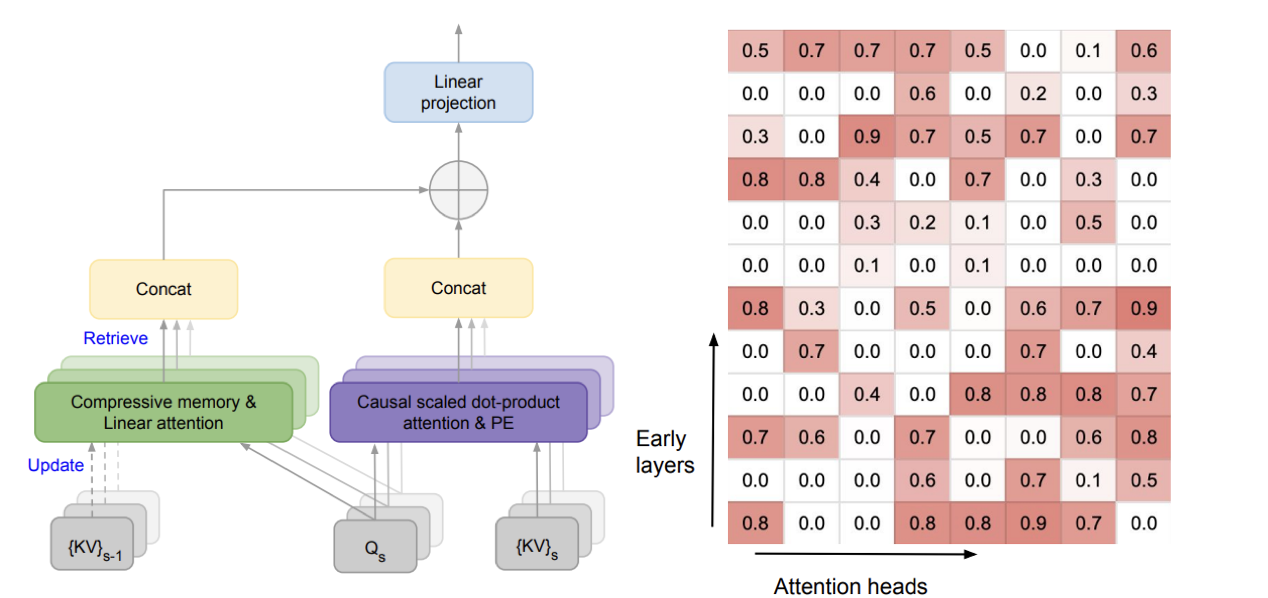 Linear
projection
Concat
Concat
Retrieve
Compressive memory &
Linear attention
Causal scaled dot-product
attention & PE
Update
{KV}s-1
Qs
{KV}s
0.5 0.7 0.7 0.7 0.5 0.0 0.1 0.6
0.0 0.0 0.0 0.6 0.0 0.2 0.0 0.3
0.3 0.0 0.9 0.7 0.5 0.7 0.0 0.7
0.8 0.8 0.4 0.0 0.7 0.0 0.3 0.0
0.0 0.0 0.3 0.2 0.1 0.0 0.5 0.0
0.0 0.0 0.1 0.0 0.1 0.0 0.0 0.0
0.8 0.3 0.0 0.5 0.0 0.6 0.7 0.9
0.0 0.7 0.0 0.0 0.0 0.7 0.0 0.4
0.0 0.0 0.4 0.0 0.8 0.8 0.8 0.7
0.7 0.6 0.0 0.7 0.0 0.0 0.6 0.8
0.0 0.0 0.0 0.6 0.0 0.7 0.1 0.5
0.8 0.0 0.0 0.8 0.8 0.9 0.7 0.0
Early
layers
Attention heads